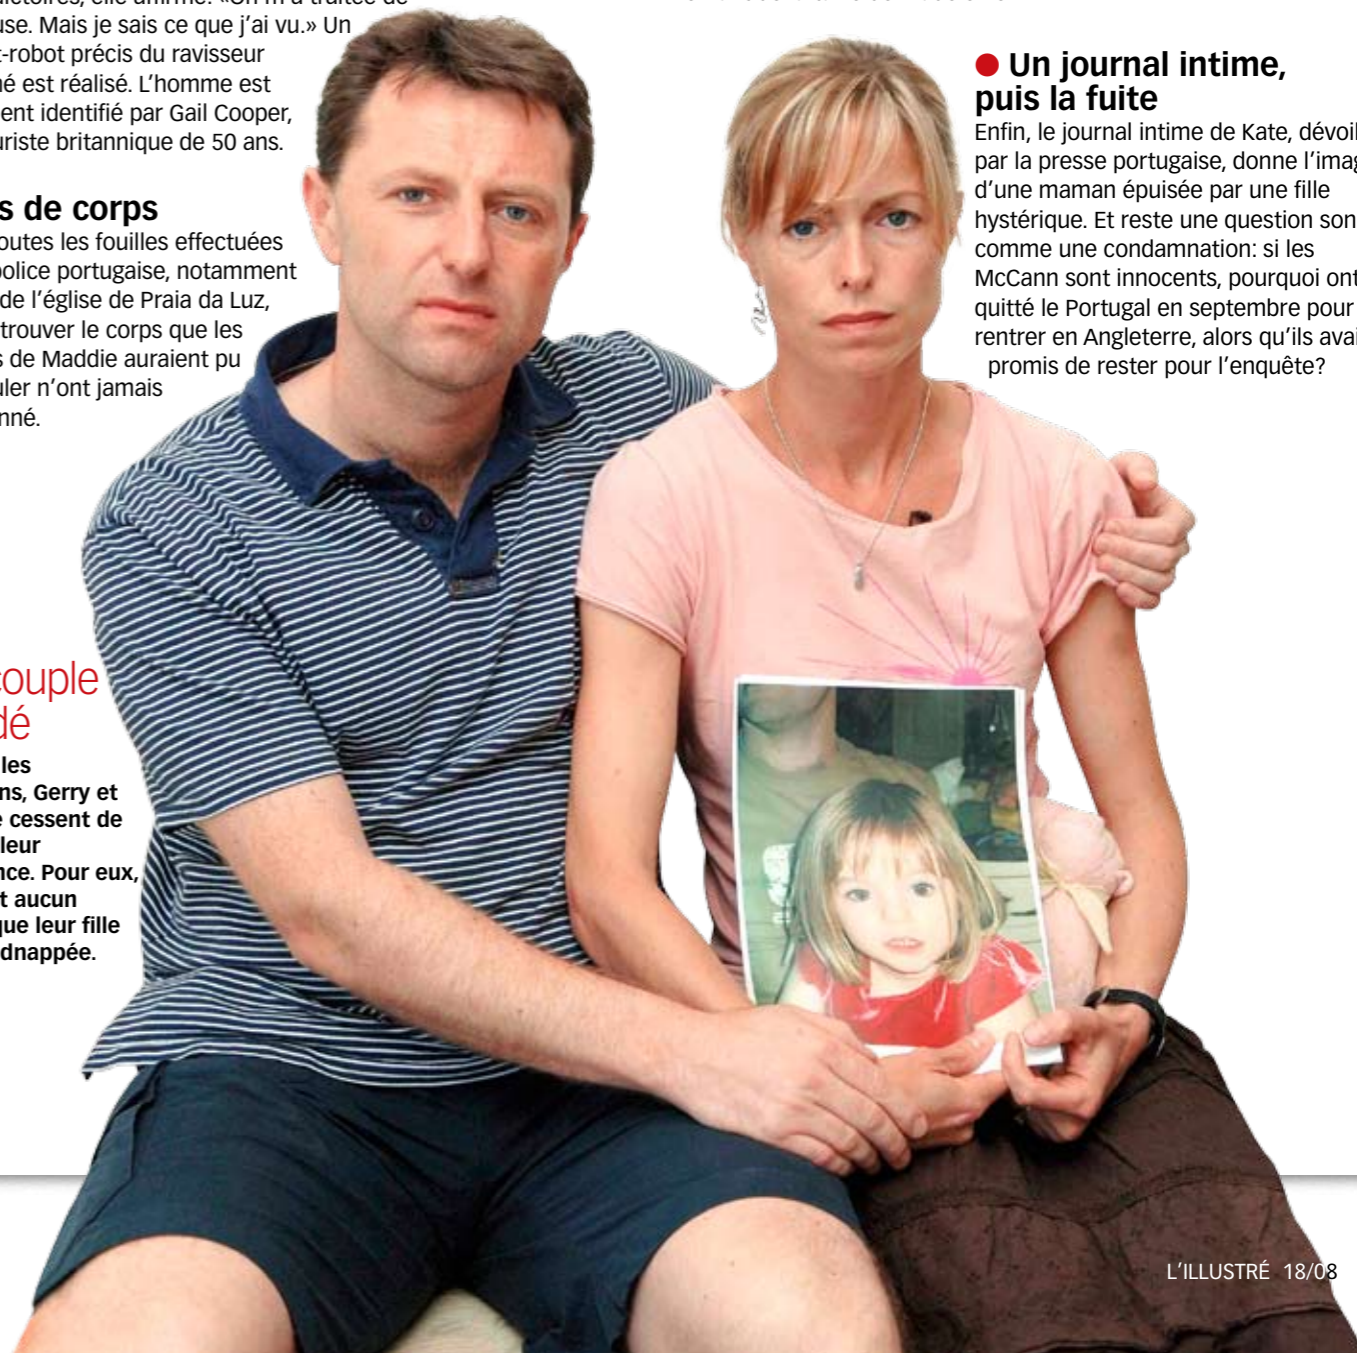 use. Mais je sais ce que j'ai vu.» Un
-robot précis du ravisseur
é est réalisé. L'homme est
ent identifié par Gail Cooper,
uriste britannique de 50 ans.
s de corps
outes les fouilles effectuées
police portugaise, notamment
de l'église de Praia da Luz,
trouver le corps que les
s de Maddie auraient pu
uler n'ont jamais
nné.
couple
dé
les
ns, Gerry et
e cessent de
leur
nce. Pour eux,
t aucun
que leur fille
dnappée.
● Un journal intime,
puis la fuite
Enfin, le journal intime de Kate, dévoil
par la presse portugaise, donne l'imag
d'une maman épuisée par une fille
hystérique. Et reste une question son
comme une condamnation: si les
McCann sont innocents, pourquoi ont
quitté le Portugal en septembre pour
rentrer en Angleterre, alors qu'ils avai
promis de rester pour l'enquête?
L'ILLUSTRÉ 18/08